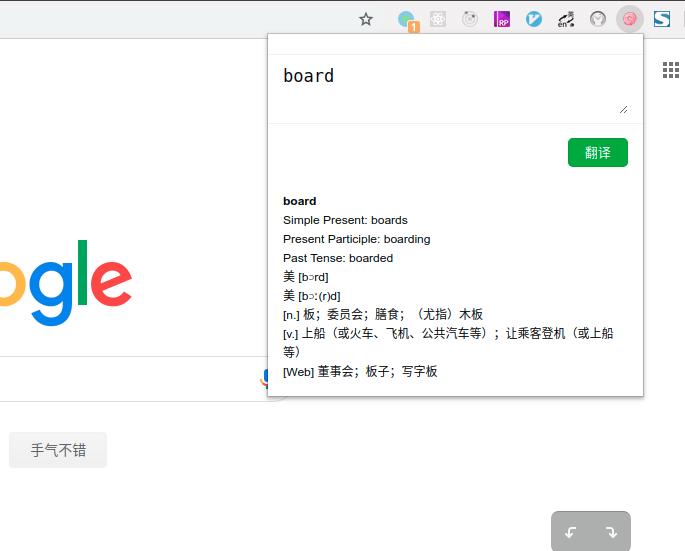 1
RP
en
board
翻译
board
Simple Present: boards
Present Participle: boarding
Past Tense: boarded
美 [bɔrd]
美 [bɔː(r)d]
[n.] 板；委员会；膳食；（尤指）木板
[v.] 上船（或火车、飞机、公共汽车等）；让乘客登机（或上船
等）
[Web] 董事会；板子；写字板
ogle
手气不错